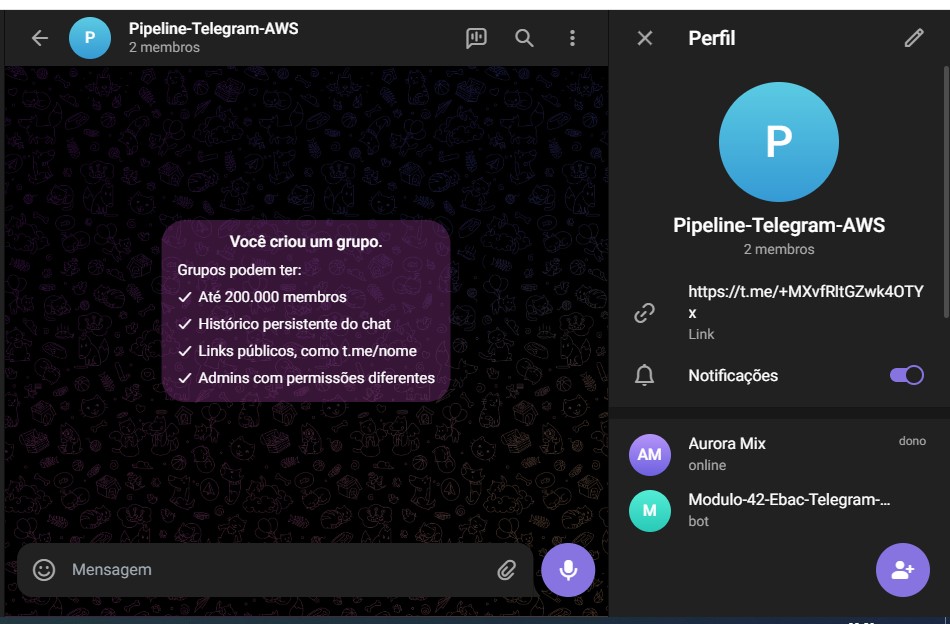 P
Pipeline-Telegram-AWS
2 membros
Você criou um grupo.
Grupos podem ter:
Até 200.000 membros
Histórico persistente do chat
Links públicos, como t.me/nome
Admins com permissões diferentes
Mensagem
Perfil
P
Pipeline-Telegram-AWS
2 membros
https://t.me/+MXvfRltGZwk4OTY
x
Link
Notificações
AM
Aurora Mix
dono
online
M
Modulo-42-Ebac-Telegram-...
bot